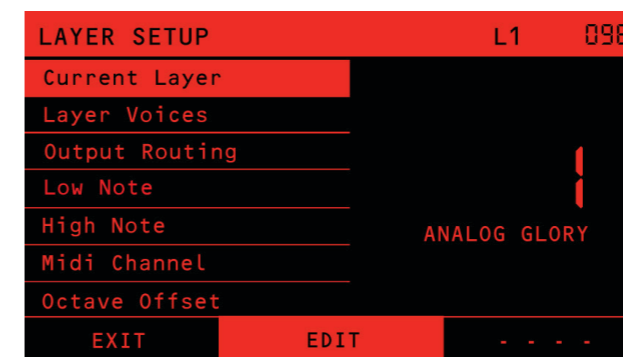 LAYER SETUP L1 098
Current Layer
Layer Voices
Output Routing
1
Low Note
High Note
ANALOG GLORY
Midi Channel
Octave Offset
EXIT EDIT - - - -